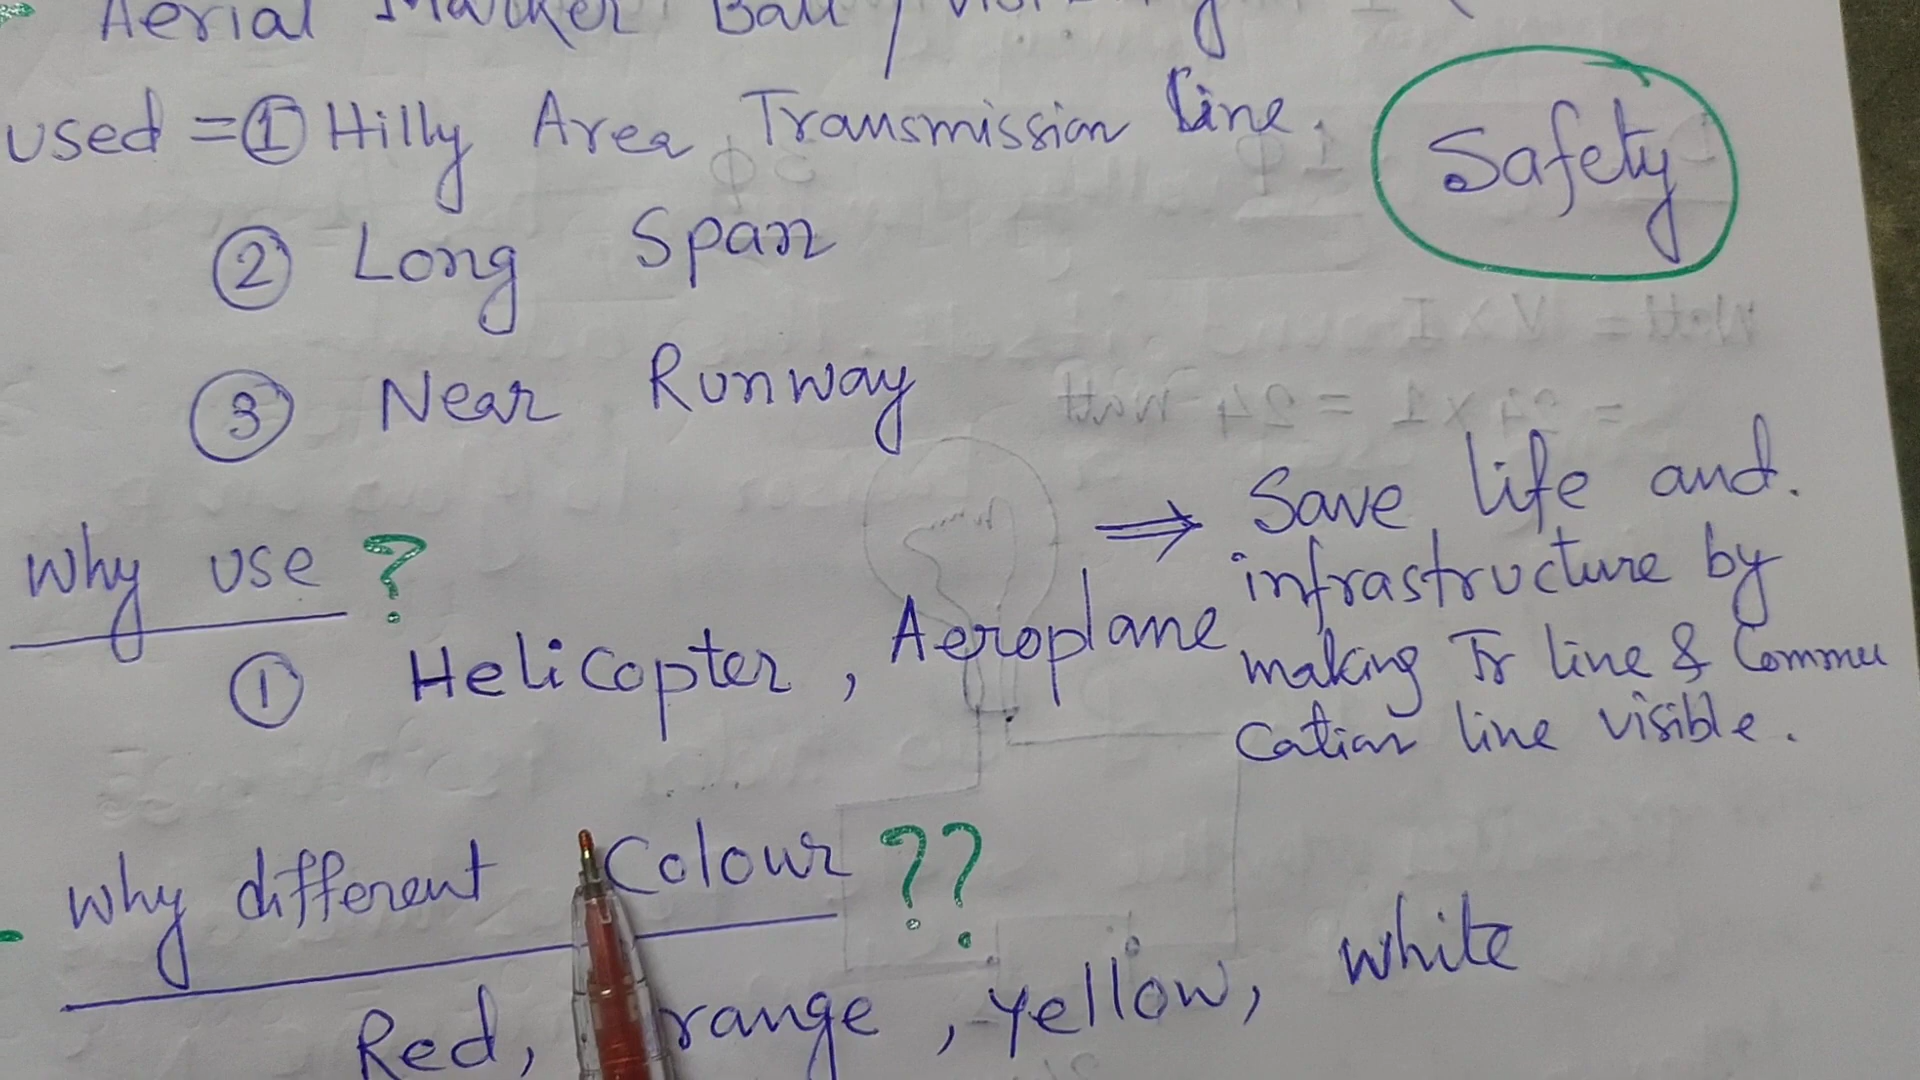 Aerial Marker Ball /
used = ① Hilly Area, Transmission line.
② Long Span
③ Near Runway
Safety
Why use ?
① Helicopter, Aeroplane
⇒ Save life and.
infrastructure by
making Tr line & Commu
cation line visible.
Why different Colour ??
Red, range, yellow, white